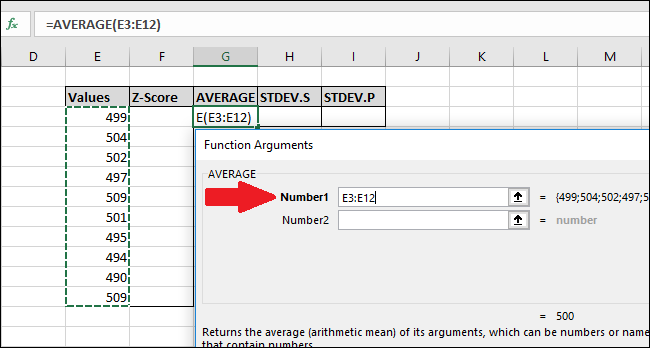 fx =AVERAGE(E3:E12)
D E F G H I J K L M
Values Z-Score AVERAGE STDEV.S STDEV.P
499 E(E3:E12)
504
502
497
509
501
495
494
490
509
Function Arguments
AVERAGE
Number1 E3:E12 = {499;504;502;497;5
Number2 = number
= 500
Returns the average (arithmetic mean) of its arguments, which can be numbers or name
that contain numbers.